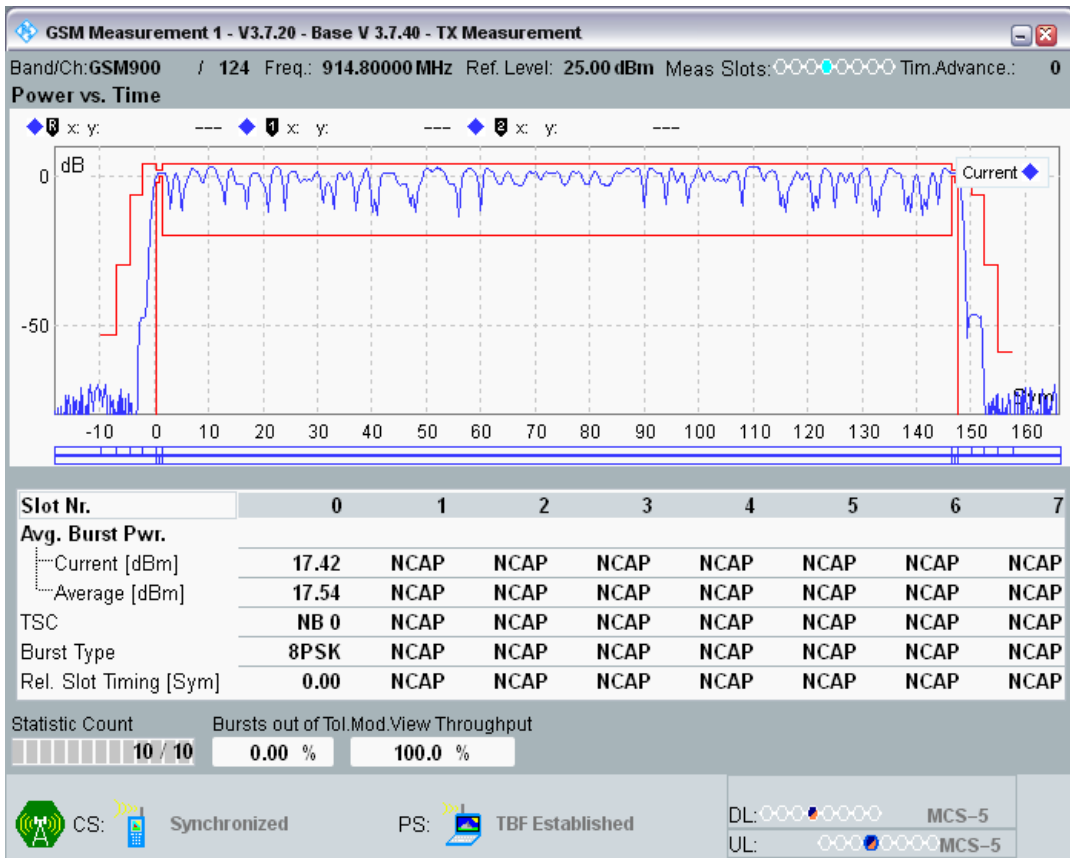 GSM Measurement 1 - V3.7.20 - Base V 3.7.40 - TX Measurement
Band/Ch:GSM900 / 124 Freq.: 914.80000 MHz Ref. Level: 25.00 dBm Meas Slots: Tim.Advance.: 0
Power vs. Time
R x: y: --- 1 x: y: --- 2 x: y: ---
dB
Current
0
-50
Sym
-10 0 10 20 30 40 50 60 70 80 90 100 110 120 130 140 150 160
Slot Nr. 0 1 2 3 4 5 6 7
Avg. Burst Pwr.
Current [dBm] 17.42 NCAP NCAP NCAP NCAP NCAP NCAP NCAP
Average [dBm] 17.54 NCAP NCAP NCAP NCAP NCAP NCAP NCAP
TSC NB 0 NCAP NCAP NCAP NCAP NCAP NCAP NCAP
Burst Type 8PSK NCAP NCAP NCAP NCAP NCAP NCAP NCAP
Rel. Slot Timing [Sym] 0.00 NCAP NCAP NCAP NCAP NCAP NCAP NCAP
Statistic Count Bursts out of Tol.Mod.View Throughput
10 / 10 0.00 % 100.0 %
CS: Synchronized PS: TBF Established DL: MCS-5
UL: MCS-5